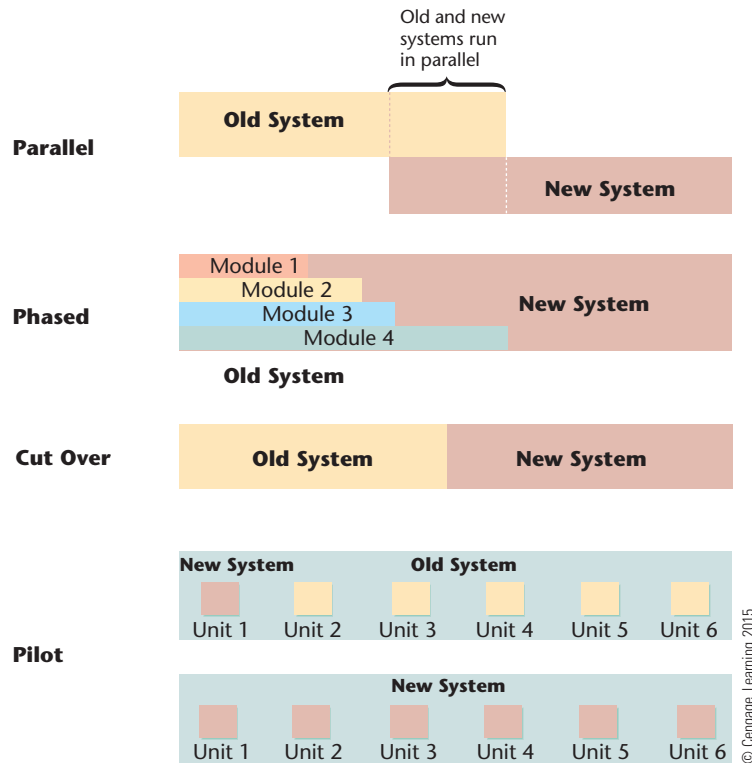 Old and new
systems run
in parallel
Parallel
Old System
New System
Phased
Module 1
Module 2
Module 3
Module 4
New System
Old System
Cut Over
Old System
New System
Pilot
New System
Old System
Unit 1
Unit 2
Unit 3
Unit 4
Unit 5
Unit 6
New System
Unit 1
Unit 2
Unit 3
Unit 4
Unit 5
Unit 6
© Cengage Learning 2015